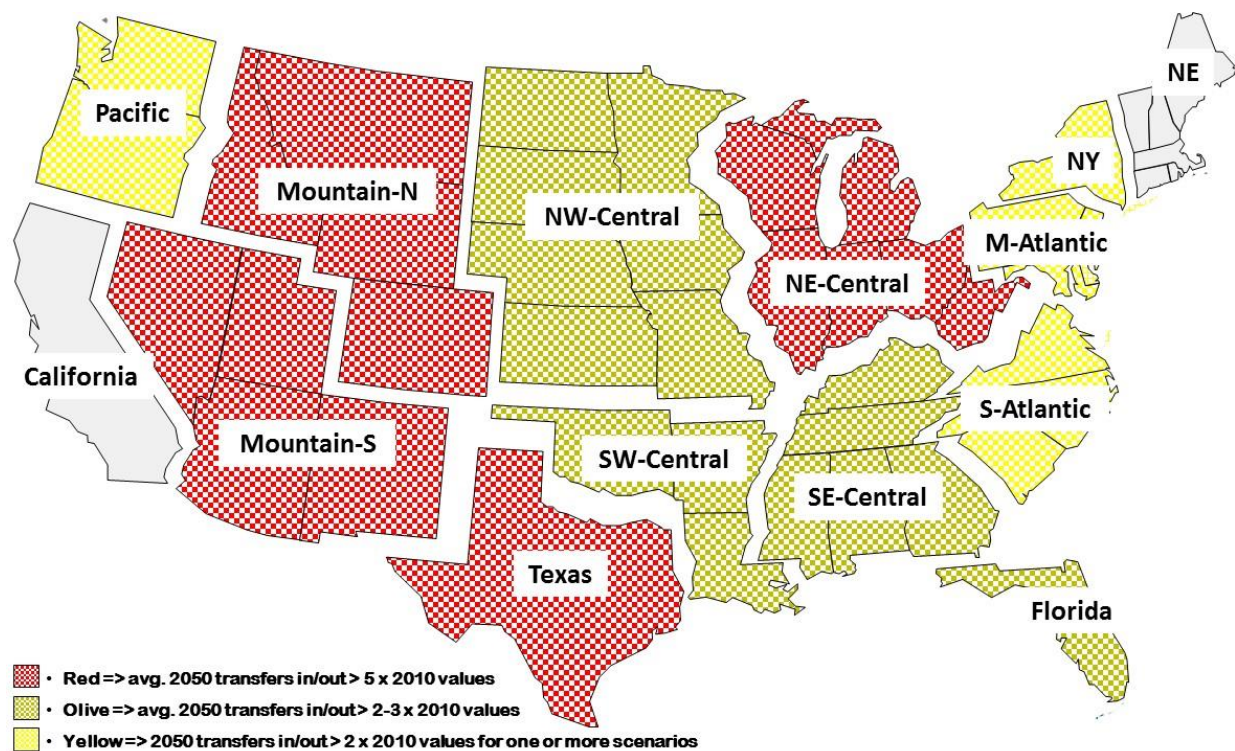 NE
Pacific
NY
Mountain-N
NW-Central
M-Atlantic
NE-Central
California
S-Atlantic
Mountain-S
SW-Central
SE-Central
Texas
Florida
• Red => avg. 2050 transfers in/out > 5 x 2010 values
• Olive => avg. 2050 transfers in/out > 2-3 x 2010 values
• Yellow => 2050 transfers in/out > 2 x 2010 values for one or more scenarios